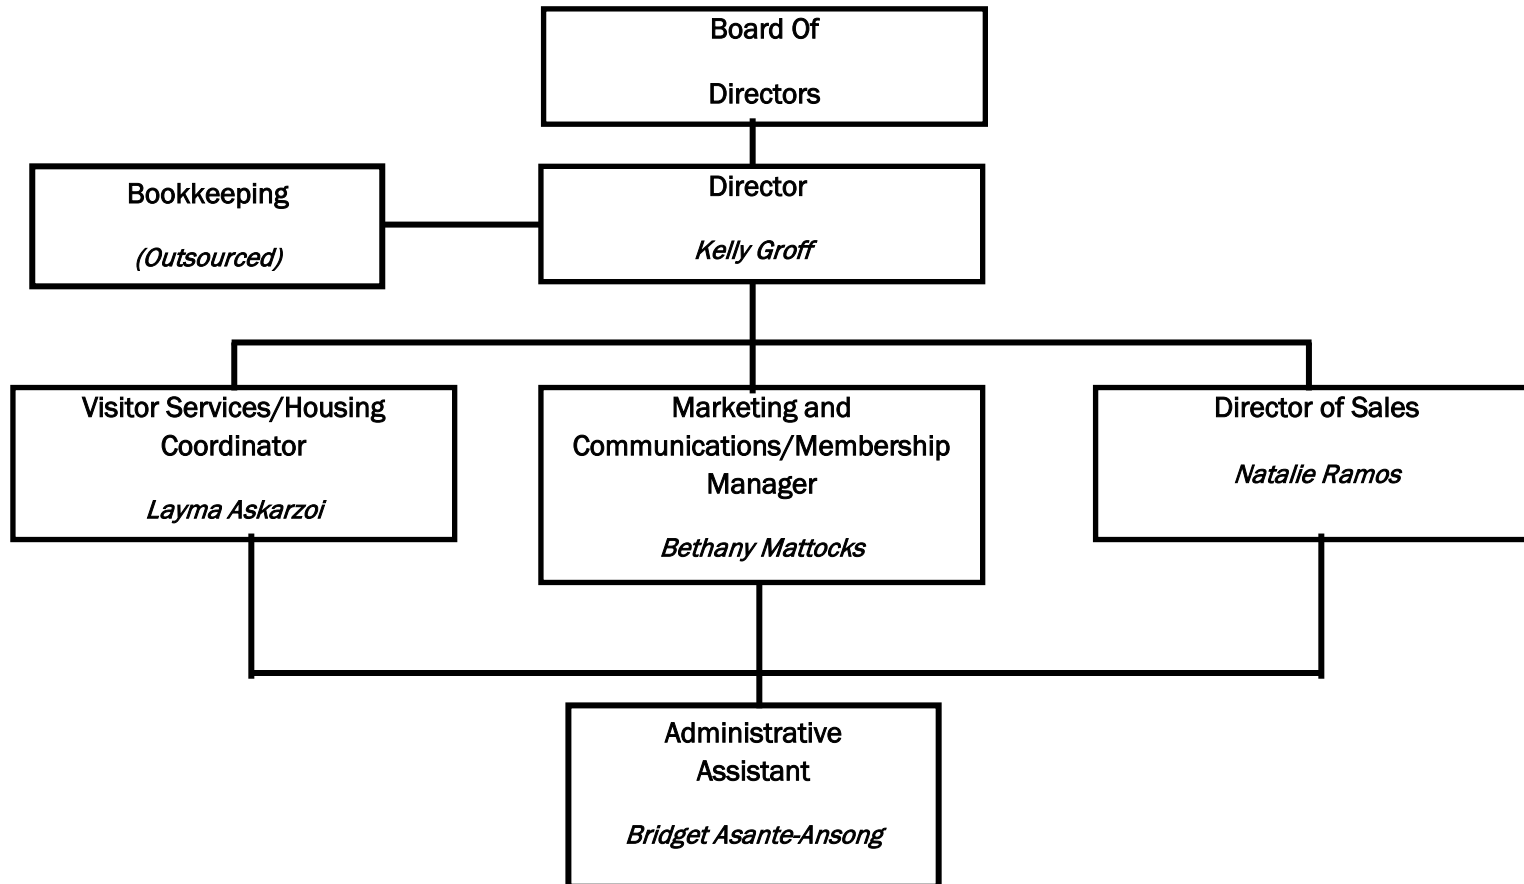 Board Of
Directors
Bookkeeping
(Outsourced)
Director
Kelly Groff
Visitor Services/Housing
Coordinator
Layma Askarzoi
Marketing and
Communications/Membership
Manager
Bethany Mattocks
Director of Sales
Natalie Ramos
Administrative
Assistant
Bridget Asante-Ansong